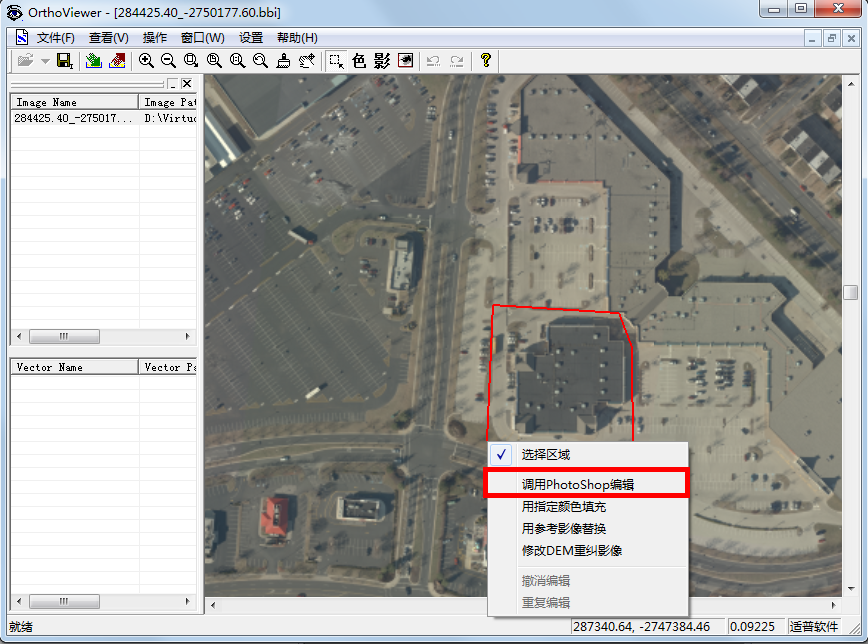 OrthoViewer - [284425.40_-2750177.60.bbi]
文件(F) 查看(V) 操作 窗口(W) 设置 帮助(H)
色 影
Image Name Image Pat
284425.40_-275017... D:\Virtuo
Vector Name Vector Pa
选择区域
调用PhotoShop编辑
用指定颜色填充
用参考影像替换
修改DEM重纠影像
撤消编辑
重复编辑
就绪 287340.64, -2747384.46 0.09225 适普软件